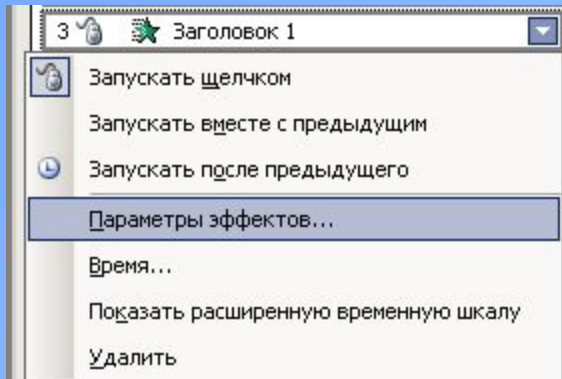 3 Заголовок 1
Запускать щелчком
Запускать вместе с предыдущим
Запускать после предыдущего
Параметры эффектов...
Время...
Показать расширенную временную шкалу
Удалить